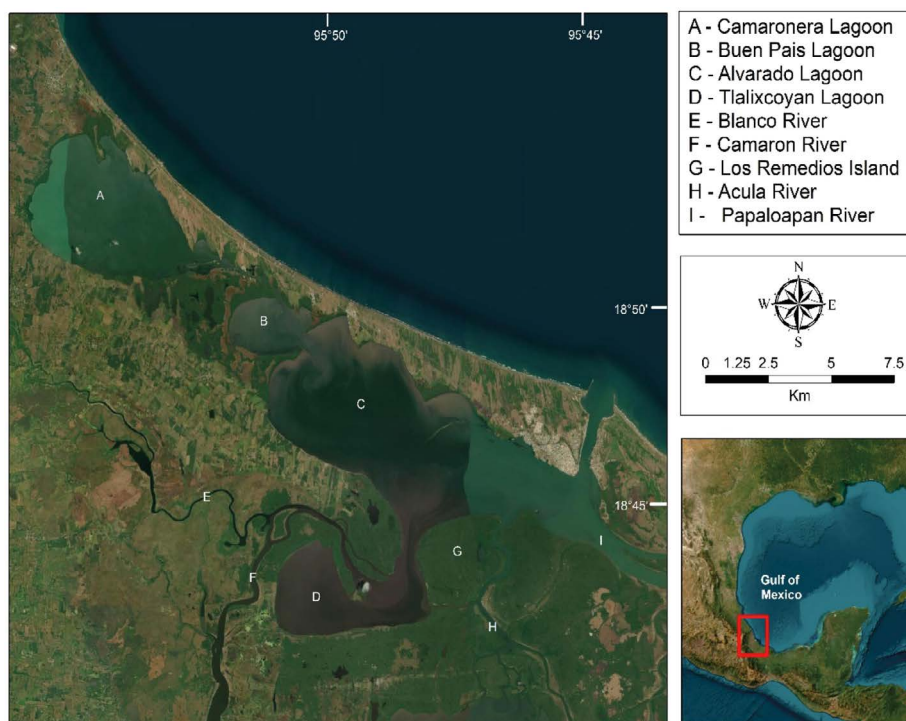 95°50'
95°45'
A
B
C
18°50'
18°45'
E
F
D
G
H
I
A - Camaronera Lagoon
B - Buen Pais Lagoon
C - Alvarado Lagoon
D - Tlalixcoyan Lagoon
E - Blanco River
F - Camaron River
G - Los Remedios Island
H - Acula River
I - Papaloapan River
N
W
E
S
0 1.25 2.5 5 7.5
Km
Gulf of
Mexico